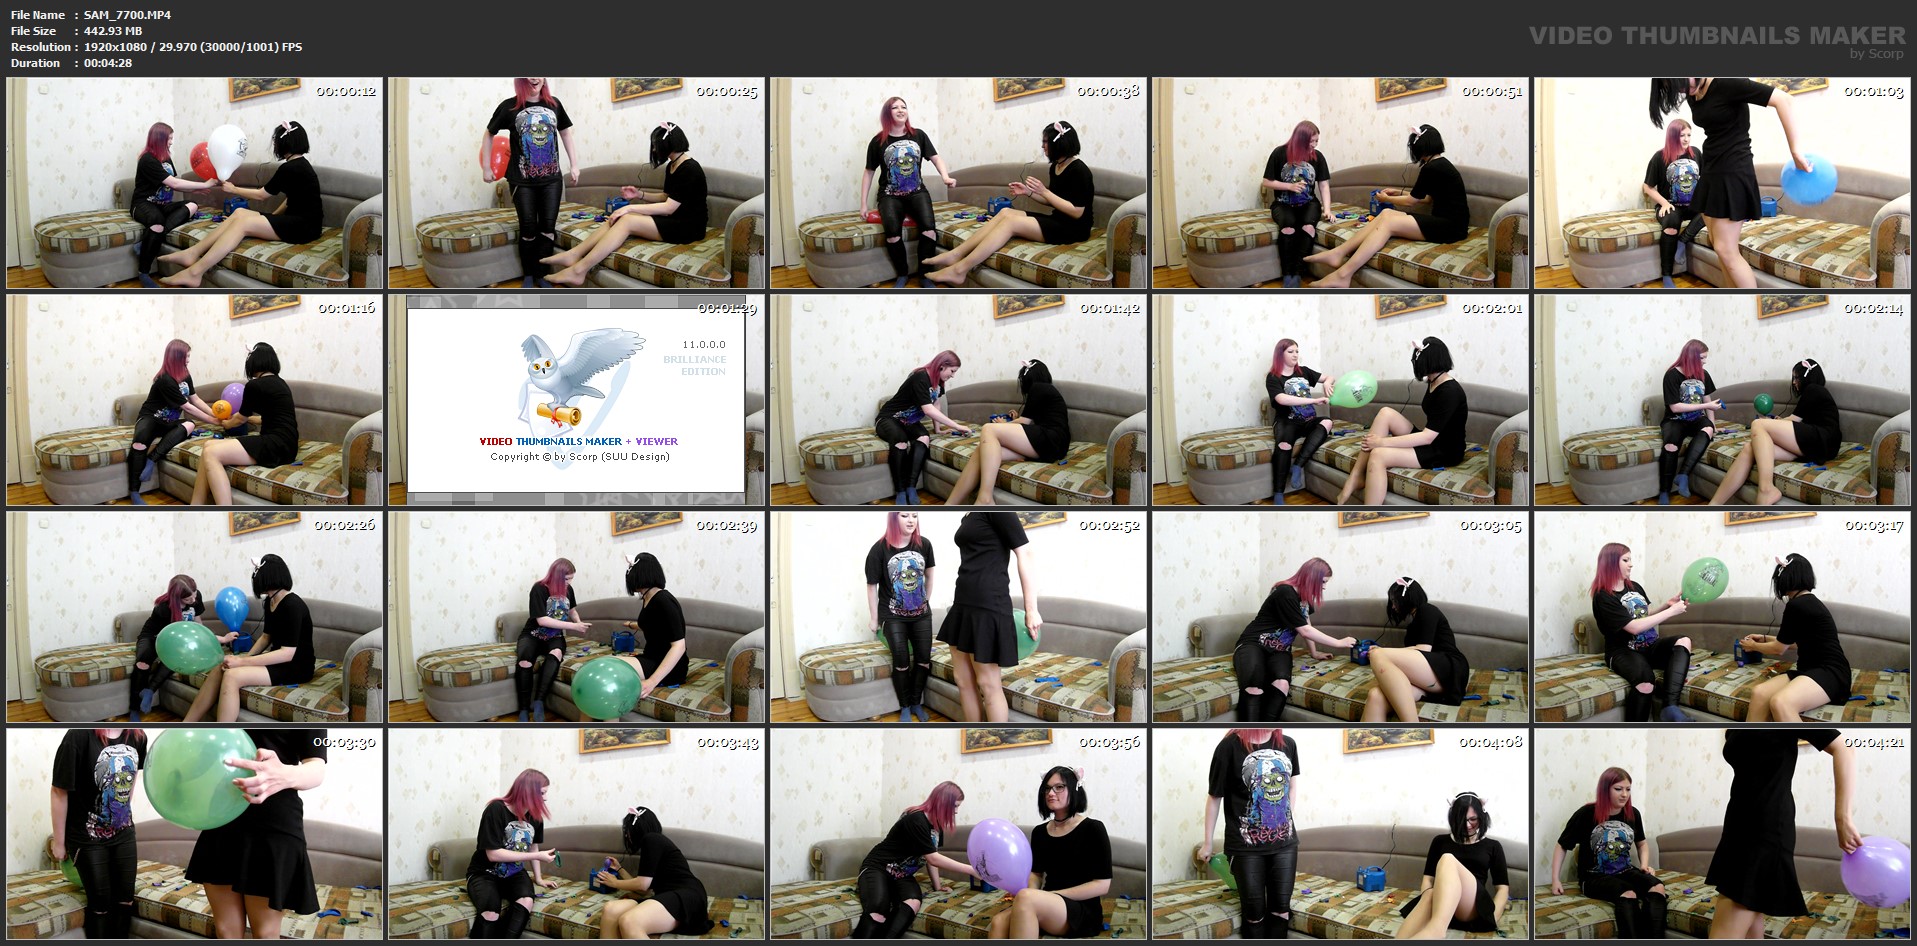 File Name : SAM_7700.MP4
File Size : 442.93 MB
Resolution : 1920x1080 / 29.970 (30000/1001) FPS
Duration : 00:04:28
VIDEO THUMBNAILS MAKER
by Scorp
00:00:12
00:00:25
00:00:38
00:00:51
00:01:03
00:01:16
00:01:29
11.0.0.0
BRILLIANCE
EDITION
VIDEO THUMBNAILS MAKER + VIEWER
Copyright © by Scorp (SUU Design)
00:01:42
00:02:01
00:02:14
00:02:26
00:02:39
00:02:52
00:03:05
00:03:17
00:03:30
00:03:43
00:03:56
00:04:08
00:04:21